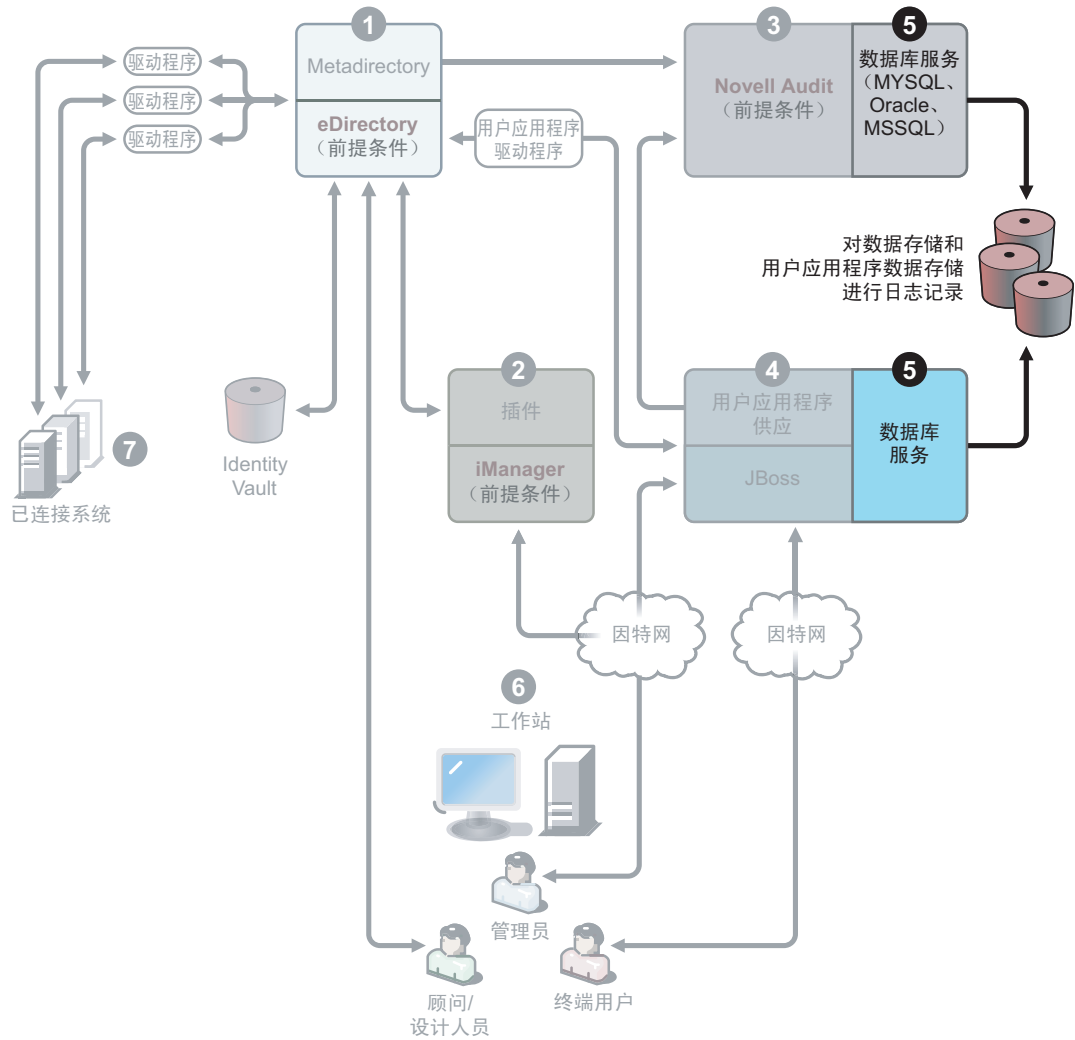 1
Metadirectory
eDirectory
（前提条件）
驱动程序
驱动程序
驱动程序
用户应用程序
驱动程序
3
Novell Audit
（前提条件）
5
数据库服务
（MYSQL、
Oracle、
MSSQL）
对数据存储和
用户应用程序数据存储
进行日志记录
2
插件
iManager
（前提条件）
4
用户应用程序
供应
JBoss
5
数据库
服务
7
已连接系统
Identity
Vault
因特网
因特网
6
工作站
管理员
顾问/
设计人员
终端用户